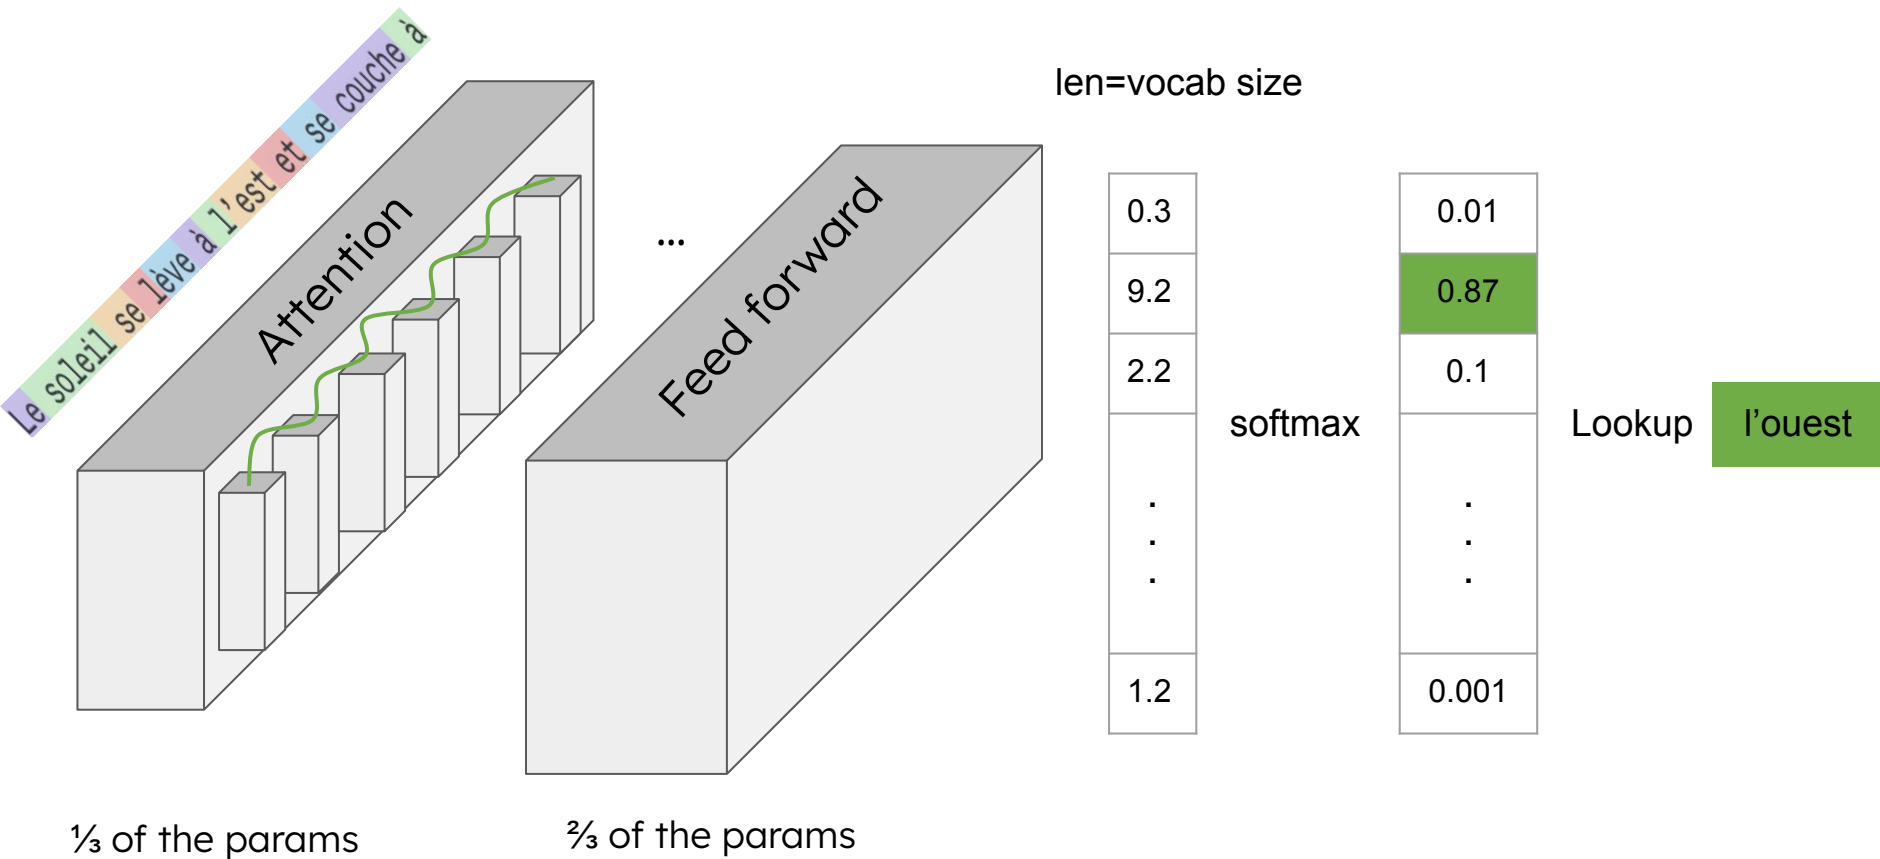 Le soleil se lève à l'est et se couche à
Attention
...
Feed forward
len=vocab size
0.3
9.2
2.2
.
.
.
1.2
softmax
0.01
0.87
0.1
.
.
.
0.001
Lookup
l’ouest
⅓ of the params
⅔ of the params